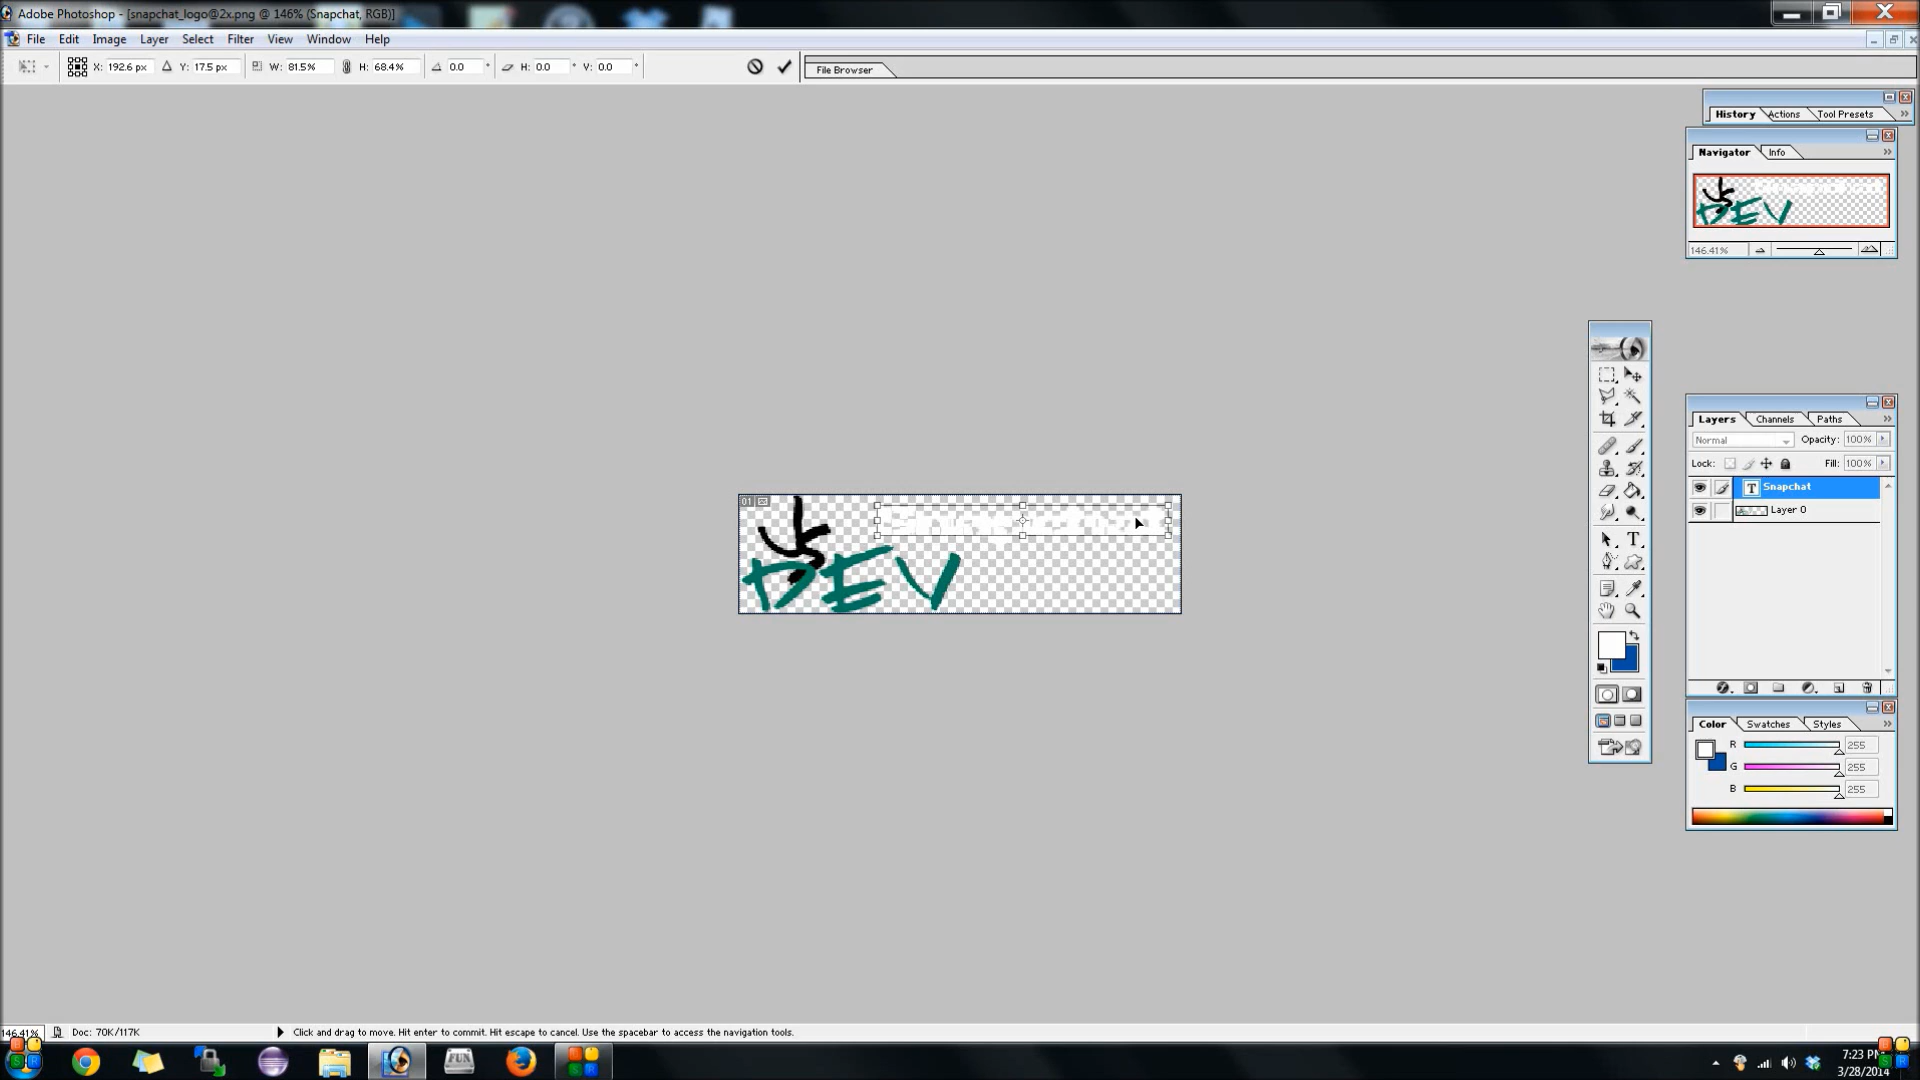 Adobe Photoshop - [snapchat_logo@2x.png @ 146% (Snapchat, RGB)]
File Edit Image Layer Select Filter View Window Help
X: 192.6 px Y: 17.5 px W: 81.5% H: 68.4% 0.0 ° H: 0.0 ° V: 0.0 °
File Browser
History Actions Tool Presets
Navigator Info
146.41%
Layers Channels Paths
Normal Opacity: 100%
Lock: Fill: 100%
T Snapchat
Layer 0
01
DEV
Color Swatches Styles
R 255
G 255
B 255
146.41% Doc: 70K/117K Click and drag to move. Hit enter to commit. Hit escape to cancel. Use the spacebar to access the navigation tools.
FUN
7:23 PM
3/28/2014